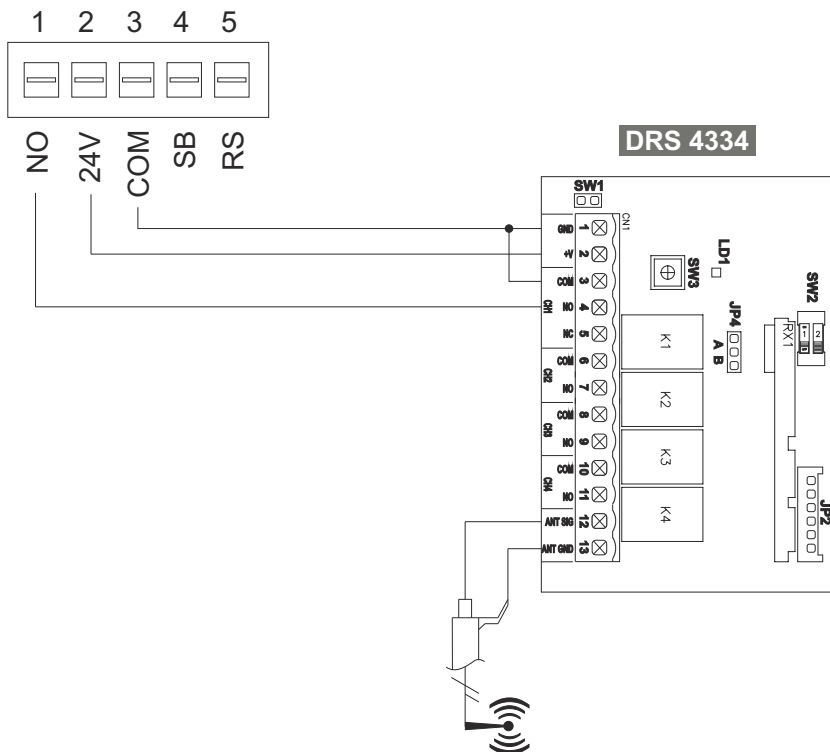 1 2 3 4 5
NO 24V COM SB RS
DRS 4334
SW1
CN1
GND 1
+V 2
COM 3
CH1 NO 4
NC 5
COM 6
CH2 NO 7
COM 8
CH3 NO 9
COM 10
CH4 NO 11
ANT SIG 12
ANT GND 13
SW3
LD1
JP4
A B
K1
K2
K3
K4
SW2
1 2
RX1
JP2